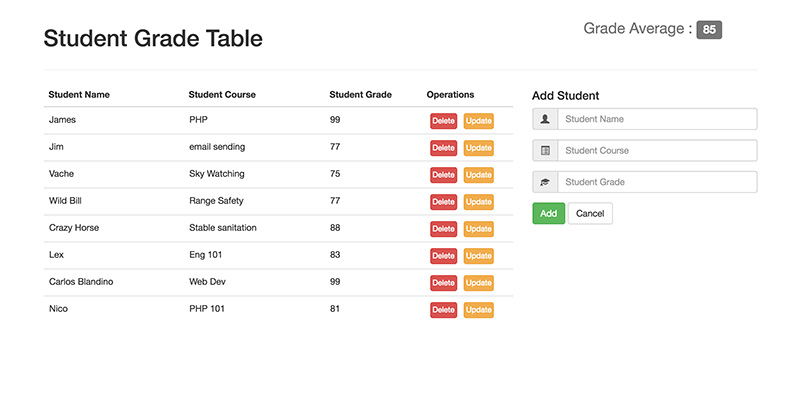 Student Grade Table
Grade Average : 85
Student Name Student Course Student Grade Operations
James PHP 99 Delete Update
Jim email sending 77 Delete Update
Vache Sky Watching 75 Delete Update
Wild Bill Range Safety 77 Delete Update
Crazy Horse Stable sanitation 88 Delete Update
Lex Eng 101 83 Delete Update
Carlos Blandino Web Dev 99 Delete Update
Nico PHP 101 81 Delete Update
Add Student
Student Name
Student Course
Student Grade
Add Cancel